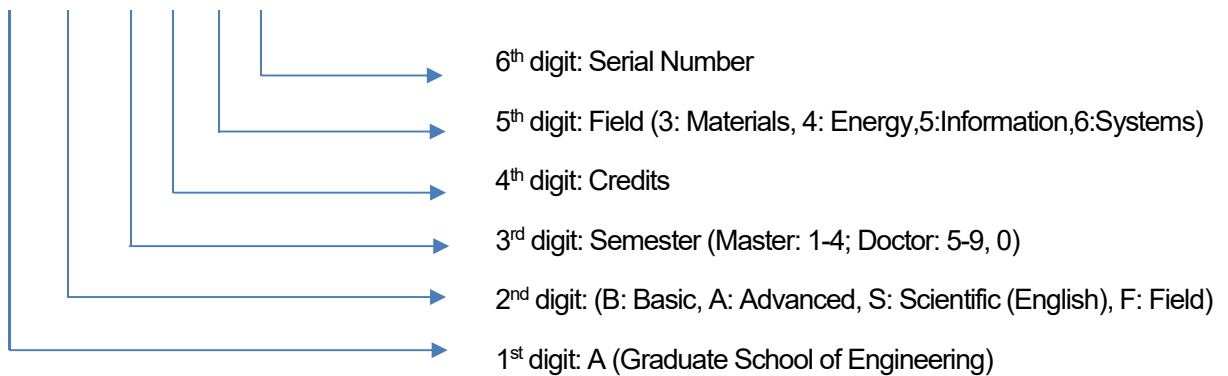 6th digit: Serial Number
5th digit: Field (3: Materials, 4: Energy,5:Information,6:Systems)
4th digit: Credits
3rd digit: Semester (Master: 1-4; Doctor: 5-9, 0)
2nd digit: (B: Basic, A: Advanced, S: Scientific (English), F: Field)
1st digit: A (Graduate School of Engineering)